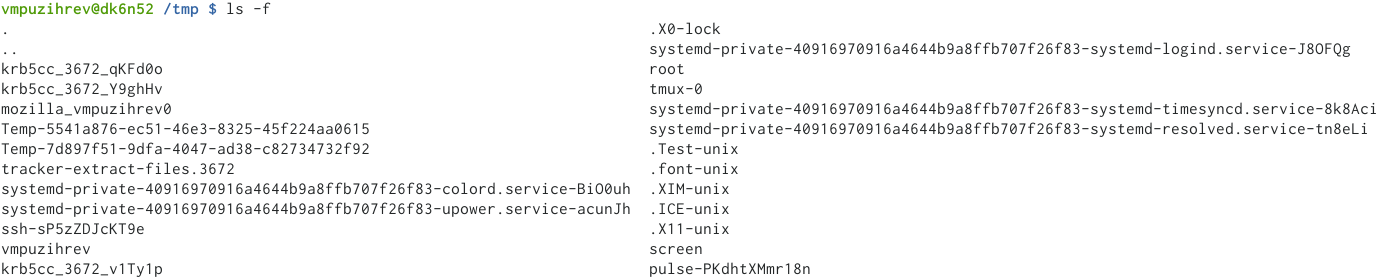 vmpuzihrev@dk6n52 /tmp $ ls -f
.
..
krb5cc_3672_qKFd0o
krb5cc_3672_Y9ghHv
mozilla_vmpuzihrev0
Temp-5541a876-ec51-46e3-8325-45f224aa0615
Temp-7d897f51-9dfa-4047-ad38-c82734732f92
tracker-extract-files.3672
systemd-private-40916970916a4644b9a8ffb707f26f83-colord.service-BiO0uh
systemd-private-40916970916a4644b9a8ffb707f26f83-upower.service-acunJh
ssh-sP5zZDJcKT9e
vmpuzihrev
krb5cc_3672_v1Ty1p
.X0-lock
systemd-private-40916970916a4644b9a8ffb707f26f83-systemd-logind.service-J8OFQg
root
tmux-0
systemd-private-40916970916a4644b9a8ffb707f26f83-systemd-timesyncd.service-8k8Aci
systemd-private-40916970916a4644b9a8ffb707f26f83-systemd-resolved.service-tn8eLi
.Test-unix
.font-unix
.XIM-unix
.ICE-unix
.X11-unix
screen
pulse-PKdhtXMmr18n